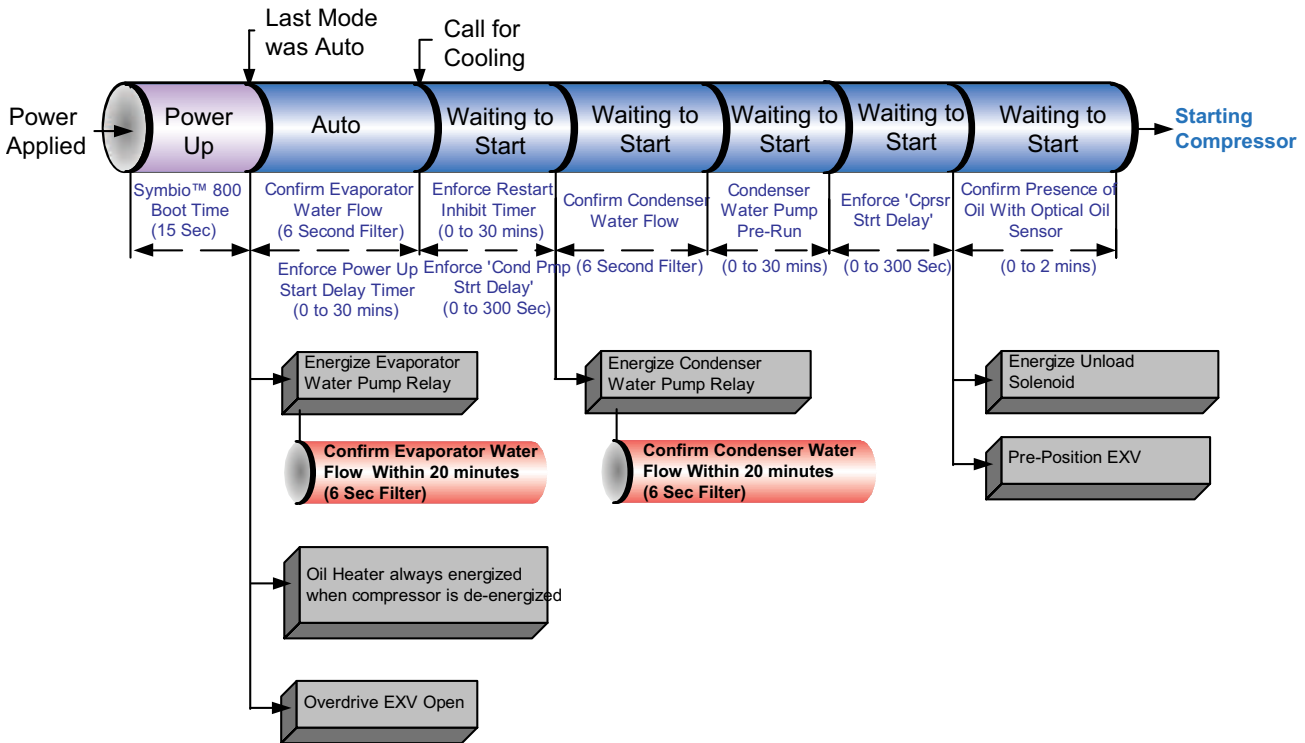 Last Mode
was Auto
Call for
Cooling
Power
Applied
Power
Up
Auto
Waiting to
Start
Waiting to
Start
Waiting to
Start
Waiting to
Start
Waiting to
Start
Starting
Compressor
Symbio™ 800
Boot Time
(15 Sec)
Confirm Evaporator
Water Flow
(6 Second Filter)
Enforce Power Up
Start Delay Timer
(0 to 30 mins)
Enforce Restart
Inhibit Timer
(0 to 30 mins)
Enforce 'Cond Pmp
Strt Delay'
(0 to 300 Sec)
Confirm Condenser
Water Flow
(6 Second Filter)
Condenser
Water Pump
Pre-Run
(0 to 30 mins)
Enforce 'Cprsr
Strt Delay'
(0 to 300 Sec)
Confirm Presence of
Oil With Optical Oil
Sensor
(0 to 2 mins)
Energize Evaporator
Water Pump Relay
Confirm Evaporator Water
Flow Within 20 minutes
(6 Sec Filter)
Oil Heater always energized
when compressor is de-energized
Overdrive EXV Open
Energize Condenser
Water Pump Relay
Confirm Condenser Water
Flow Within 20 minutes
(6 Sec Filter)
Energize Unload
Solenoid
Pre-Position EXV